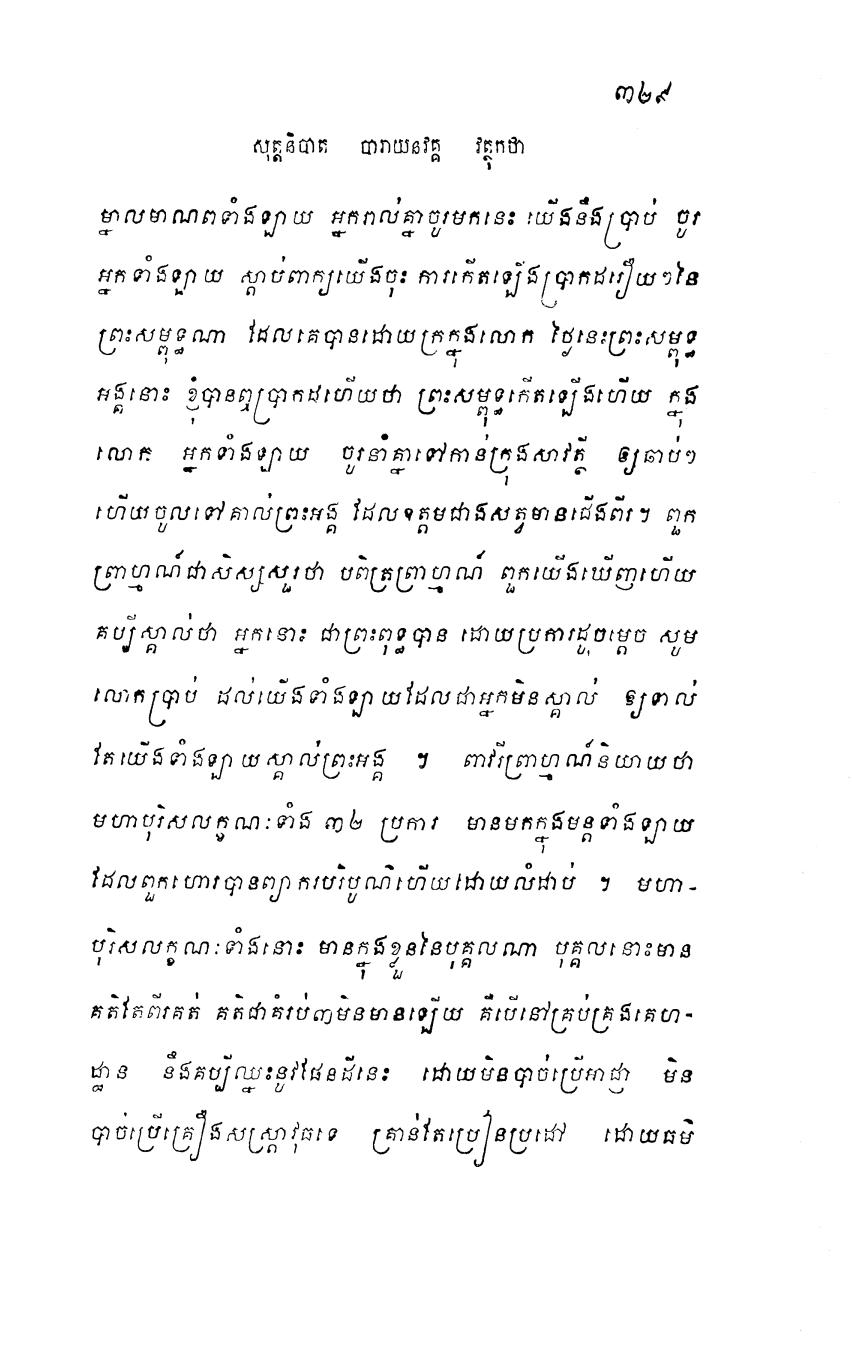 ៣២៩
សុត្តនិបាត បារាយនវគ្គ វត្ថុកថា
ម្នាលមាណពទាំងឡាយ អ្នករាល់គ្នាចូរមកនេះ យើងនឹងប្រាប់ ចូរ
អ្នកទាំងឡាយ ស្តាប់ពាក្យយើងចុះ ការកើតឡើងប្រាកដរឿយៗនៃ
ព្រះសម្ពុទ្ធណា ដែលគេបានដោយក្រក្នុងលោក ថ្ងៃនេះព្រះសម្ពុទ្ធ
អង្គនោះ ខ្ញុំបានឮប្រាកដហើយថា ព្រះសម្ពុទ្ធកើតឡើងហើយ ក្នុង
លោក អ្នកទាំងឡាយ ចូរនាំគ្នាទៅកាន់ក្រុងសាវត្ថី ឲ្យឆាប់ៗ
ហើយចូលទៅគាល់ព្រះអង្គ ដែលឧត្តមជាងសត្វមានជើងពីរ។ ពួក
ព្រាហ្មណ៍ជាសិស្សសួរថា បពិត្រព្រាហ្មណ៍ ពួកយើងឃើញហើយ
គប្បីស្គាល់ថា អ្នកនោះ ជាព្រះពុទ្ធបាន ដោយប្រការដូចម្តេច សូម
លោកប្រាប់ ដល់យើងទាំងឡាយដែលជាអ្នកមិនស្គាល់ ឲ្យទាល់
តែយើងទាំងឡាយស្គាល់ព្រះអង្គ ។ ពាវរីព្រាហ្មណ៍និយាយថា
មហាបុរិសលក្ខណៈទាំង ៣២ ប្រការ មានមកក្នុងមន្តទាំងឡាយ
ដែលពួកហោរបានព្យាករបរិបូណ៌ហើយដោយលំដាប់ ។ មហា-
បុរិសលក្ខណៈទាំងនោះ មានក្នុងខ្លួននៃបុគ្គលណា បុគ្គលនោះមាន
គតិតែពីរគត់ គតិជាគំរប់៣មិនមានឡើយ គឺបើនៅគ្រប់គ្រងគេហ-
ដ្ឋាន នឹងគប្បីឈ្នះនូវផែនដីនេះ ដោយមិនបាច់ប្រើអាជ្ញា មិន
បាច់ប្រើគ្រឿងសស្ត្រាវុធទេ គ្រាន់តែប្រៀនប្រដៅ ដោយធម៌